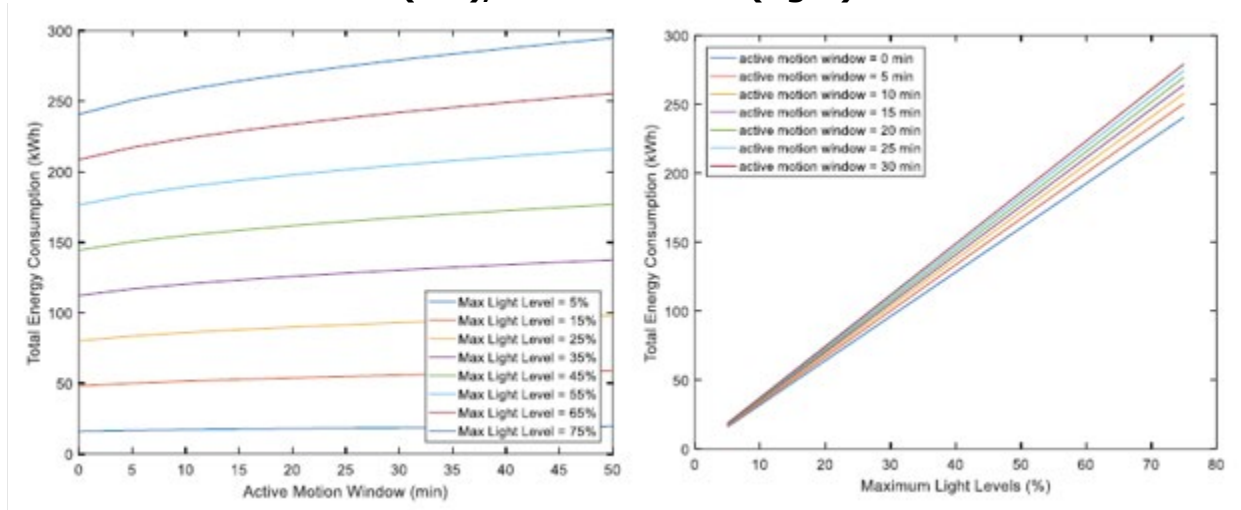 300
250
200
150
100
50
0
Total Energy Consumption (kWh)
Max Light Level = 5%
Max Light Level = 15%
Max Light Level = 25%
Max Light Level = 35%
Max Light Level = 45%
Max Light Level = 55%
Max Light Level = 65%
Max Light Level = 75%
0 5 10 15 20 25 30 35 40 45 50
Active Motion Window (min)
300
250
200
150
100
50
0
Total Energy Consumption (kWh)
active motion window = 0 min
active motion window = 5 min
active motion window = 10 min
active motion window = 15 min
active motion window = 20 min
active motion window = 25 min
active motion window = 30 min
0 10 20 30 40 50 60 70 80
Maximum Light Levels (%)